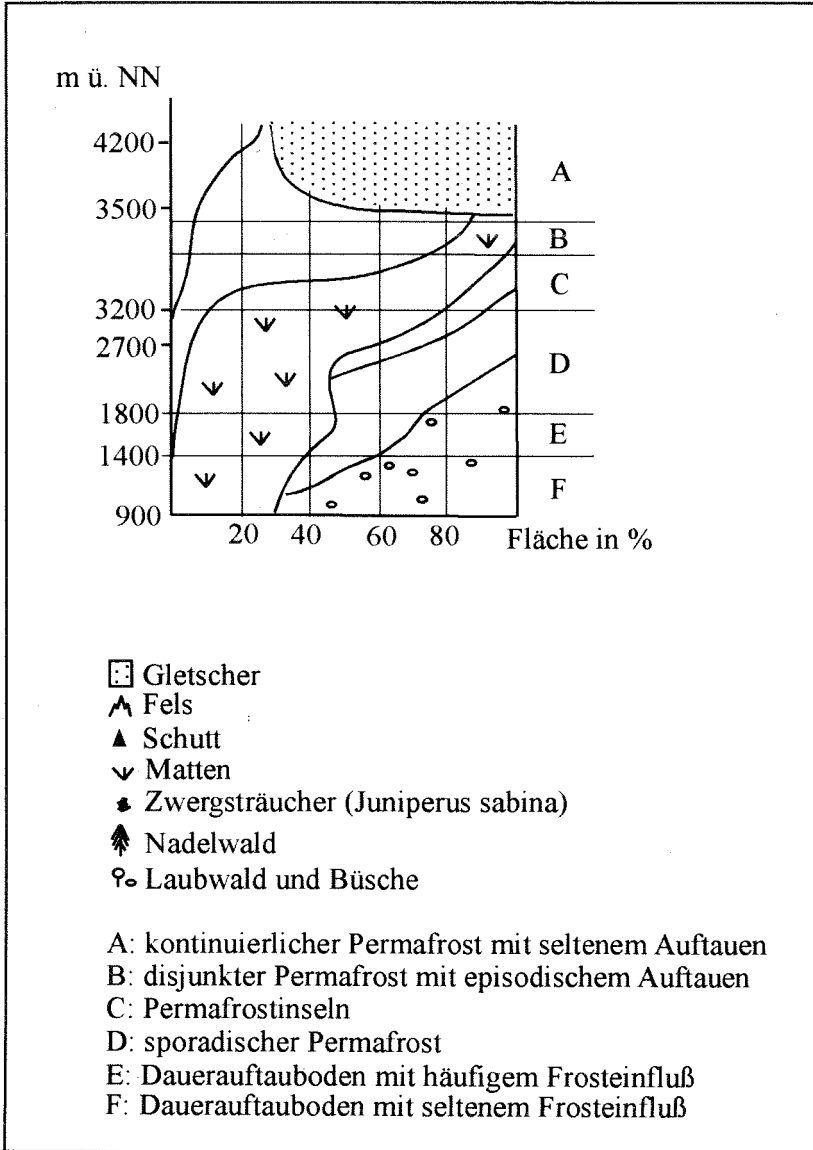 m ü. NN
4200
A
3500
B
C
3200
2700
D
1800
E
1400
F
900
20 40 60 80 Fläche in %
Gletscher
Fels
Schutt
Matten
Zwergsträucher (Juniperus sabina)
Nadelwald
Laubwald und Büsche
A: kontinuierlicher Permafrost mit seltenem Auftauen
B: disjunkter Permafrost mit episodischem Auftauen
C: Permafrostinseln
D: sporadischer Permafrost
E: Dauerauftauboden mit häufigem Frosteinfluß
F: Dauerauftauboden mit seltenem Frosteinfluß